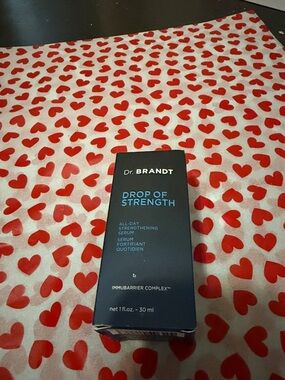 Dr. BRANDT
DROP OF
STRENGTH
ALL-DAY
STRENGTHENING
SERUM
SÉRUM
FORTIFIANT
QUOTIDIEN
IMMUBARRIER COMPLEX™
net 1 fl.oz. - 30 ml